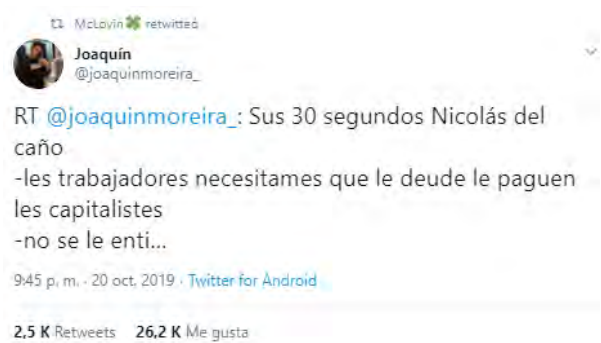 McLovin🍀 retwitteó
Joaquín
@joaquinmoreira_
RT @joaquinmoreira_: Sus 30 segundos Nicolás del
caño
-les trabajadores necesitames que le deude le paguen
les capitalistes
-no se le enti...
9:45 p. m. · 20 oct. 2019 · Twitter for Android
2,5 K Retweets 26,2 K Me gusta